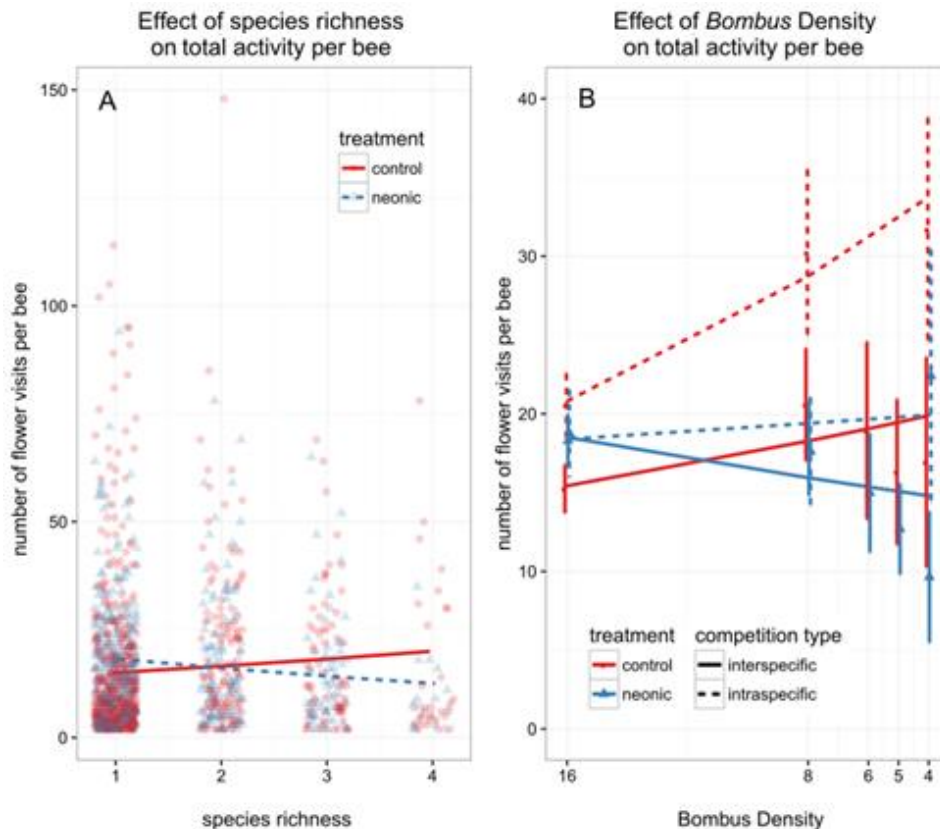 Effect of species richness
on total activity per bee
A
treatment
control
neonic
150
100
50
0
number of flower visits per bee
1 2 3 4
species richness
Effect of Bombus Density
on total activity per bee
B
40
30
20
10
0
number of flower visits per bee
treatment competition type
control interspecific
neonic intraspecific
16 8 6 5 4
Bombus Density